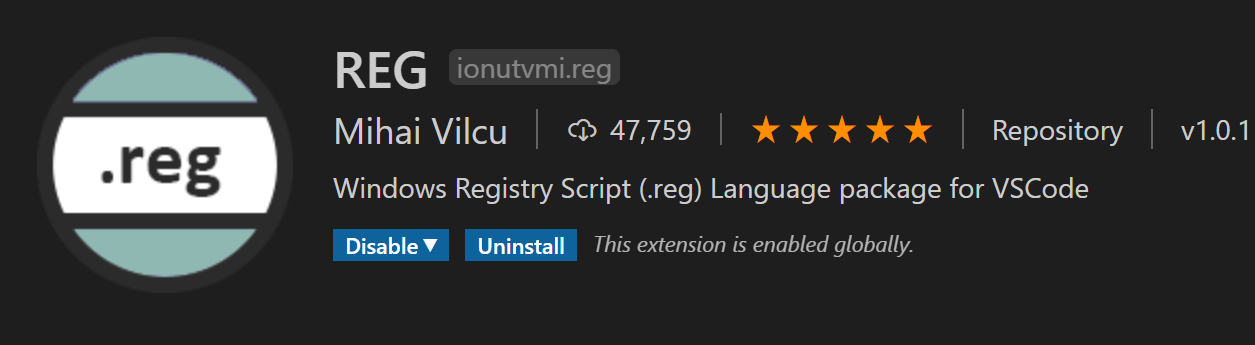 .reg
REG ionutvmi.reg
Mihai Vilcu 47,759 ★★★★★ Repository v1.0.1
Windows Registry Script (.reg) Language package for VSCode
Disable▼ Uninstall This extension is enabled globally.